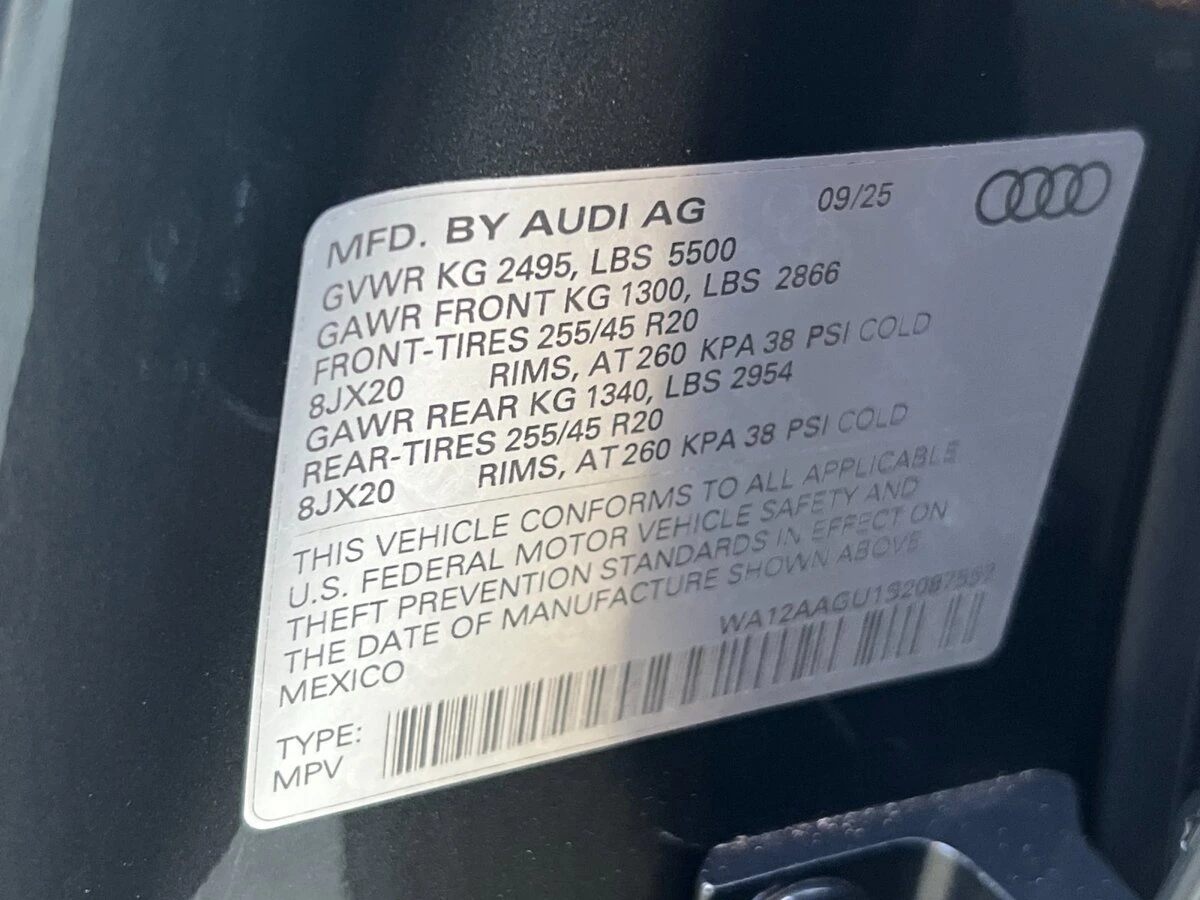 MFD. BY AUDI AG 09/25
GVWR KG 2495, LBS 5500
GAWR FRONT KG 1300, LBS 2866
FRONT-TIRES 255/45 R20
8JX20 RIMS, AT 260 KPA 38 PSI COLD
GAWR REAR KG 1340, LBS 2954
REAR-TIRES 255/45 R20
8JX20 RIMS, AT 260 KPA 38 PSI COLD
THIS VEHICLE CONFORMS TO ALL APPLICABLE
U.S. FEDERAL MOTOR VEHICLE SAFETY AND
THEFT PREVENTION STANDARDS IN EFFECT ON
THE DATE OF MANUFACTURE SHOWN ABOVE
MEXICO
TYPE:
MPV